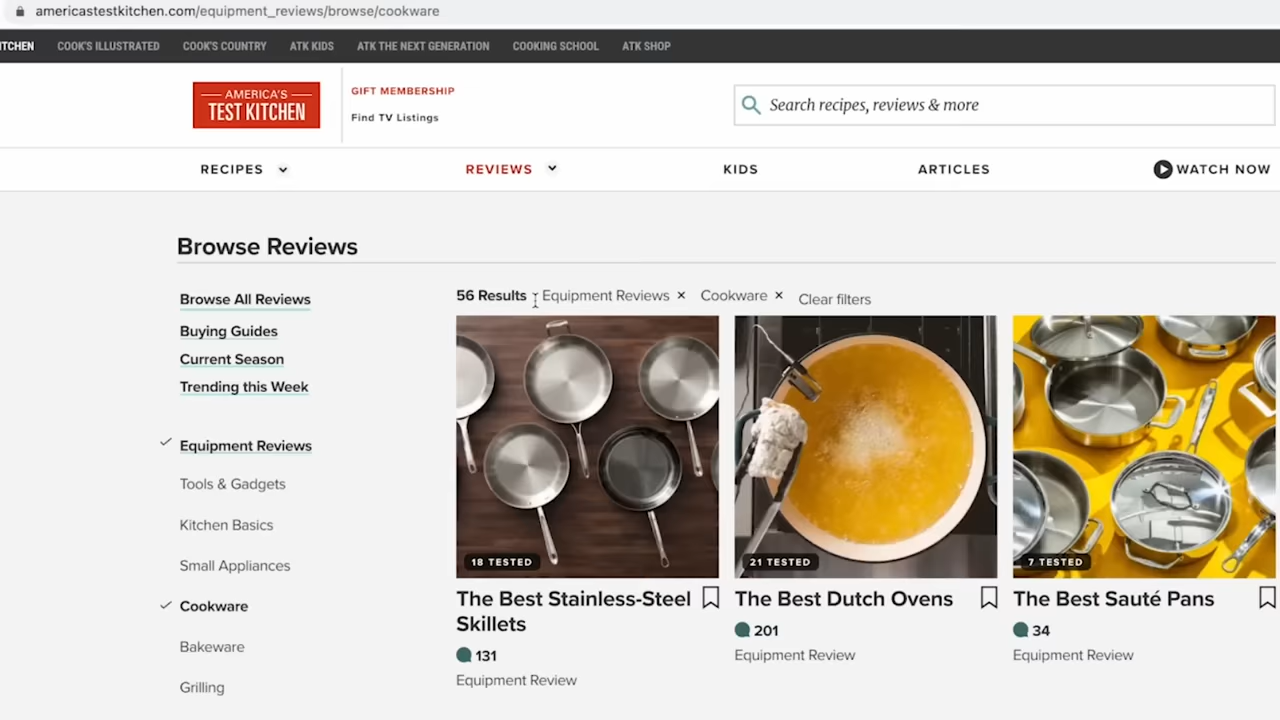 americastestkitchen.com/equipment_reviews/browse/cookware
ITCHEN COOK'S ILLUSTRATED COOK'S COUNTRY ATK KIDS ATK THE NEXT GENERATION COOKING SCHOOL ATK SHOP
AMERICA'S
TEST KITCHEN
GIFT MEMBERSHIP
Find TV Listings
Search recipes, reviews & more
RECIPES REVIEWS KIDS ARTICLES WATCH NOW
Browse Reviews
Browse All Reviews
Buying Guides
Current Season
Trending this Week
Equipment Reviews
Tools & Gadgets
Kitchen Basics
Small Appliances
Cookware
Bakeware
Grilling
56 Results Equipment Reviews × Cookware × Clear filters
18 TESTED
The Best Stainless-Steel
Skillets
131
Equipment Review
21 TESTED
The Best Dutch Ovens
201
Equipment Review
7 TESTED
The Best Sauté Pans
34
Equipment Review